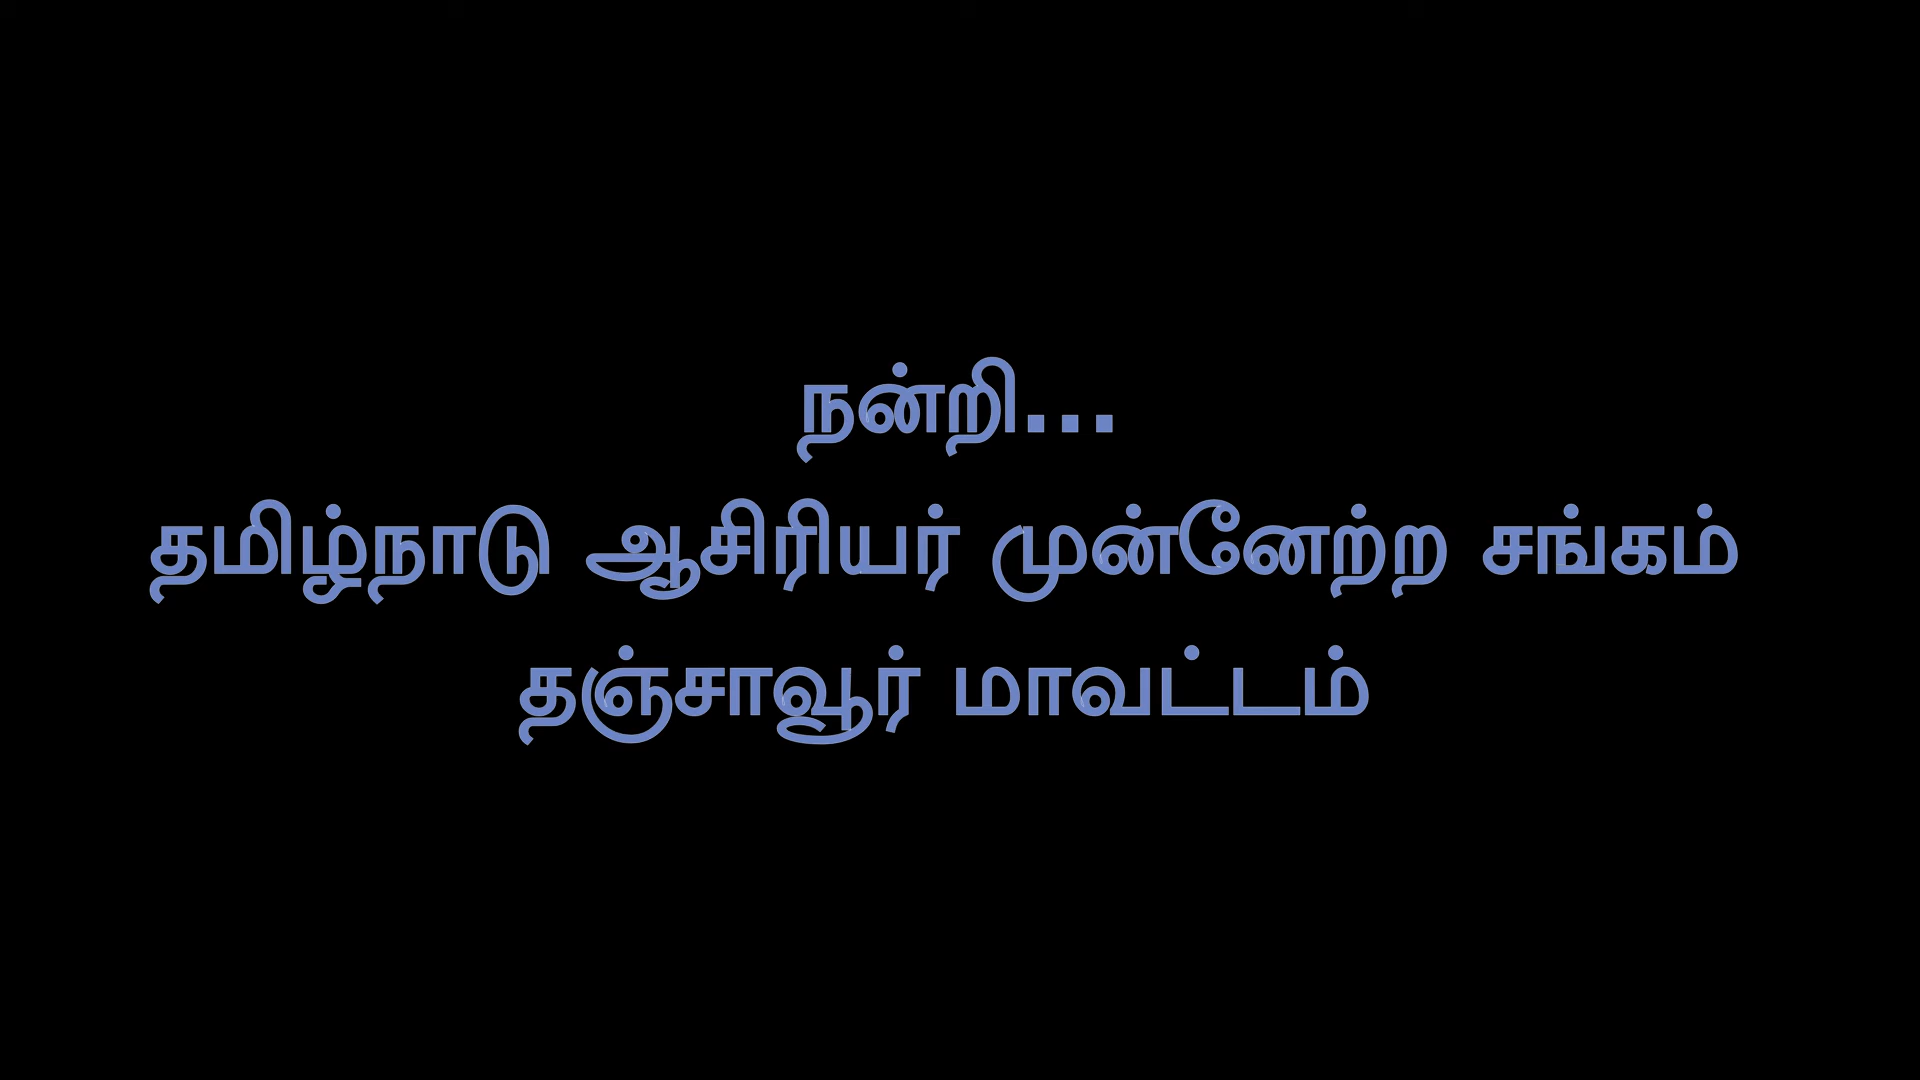 நன்றி...
தமிழ்நாடு ஆசிரியர் முன்னேற்ற சங்கம்
தஞ்சாவூர் மாவட்டம்